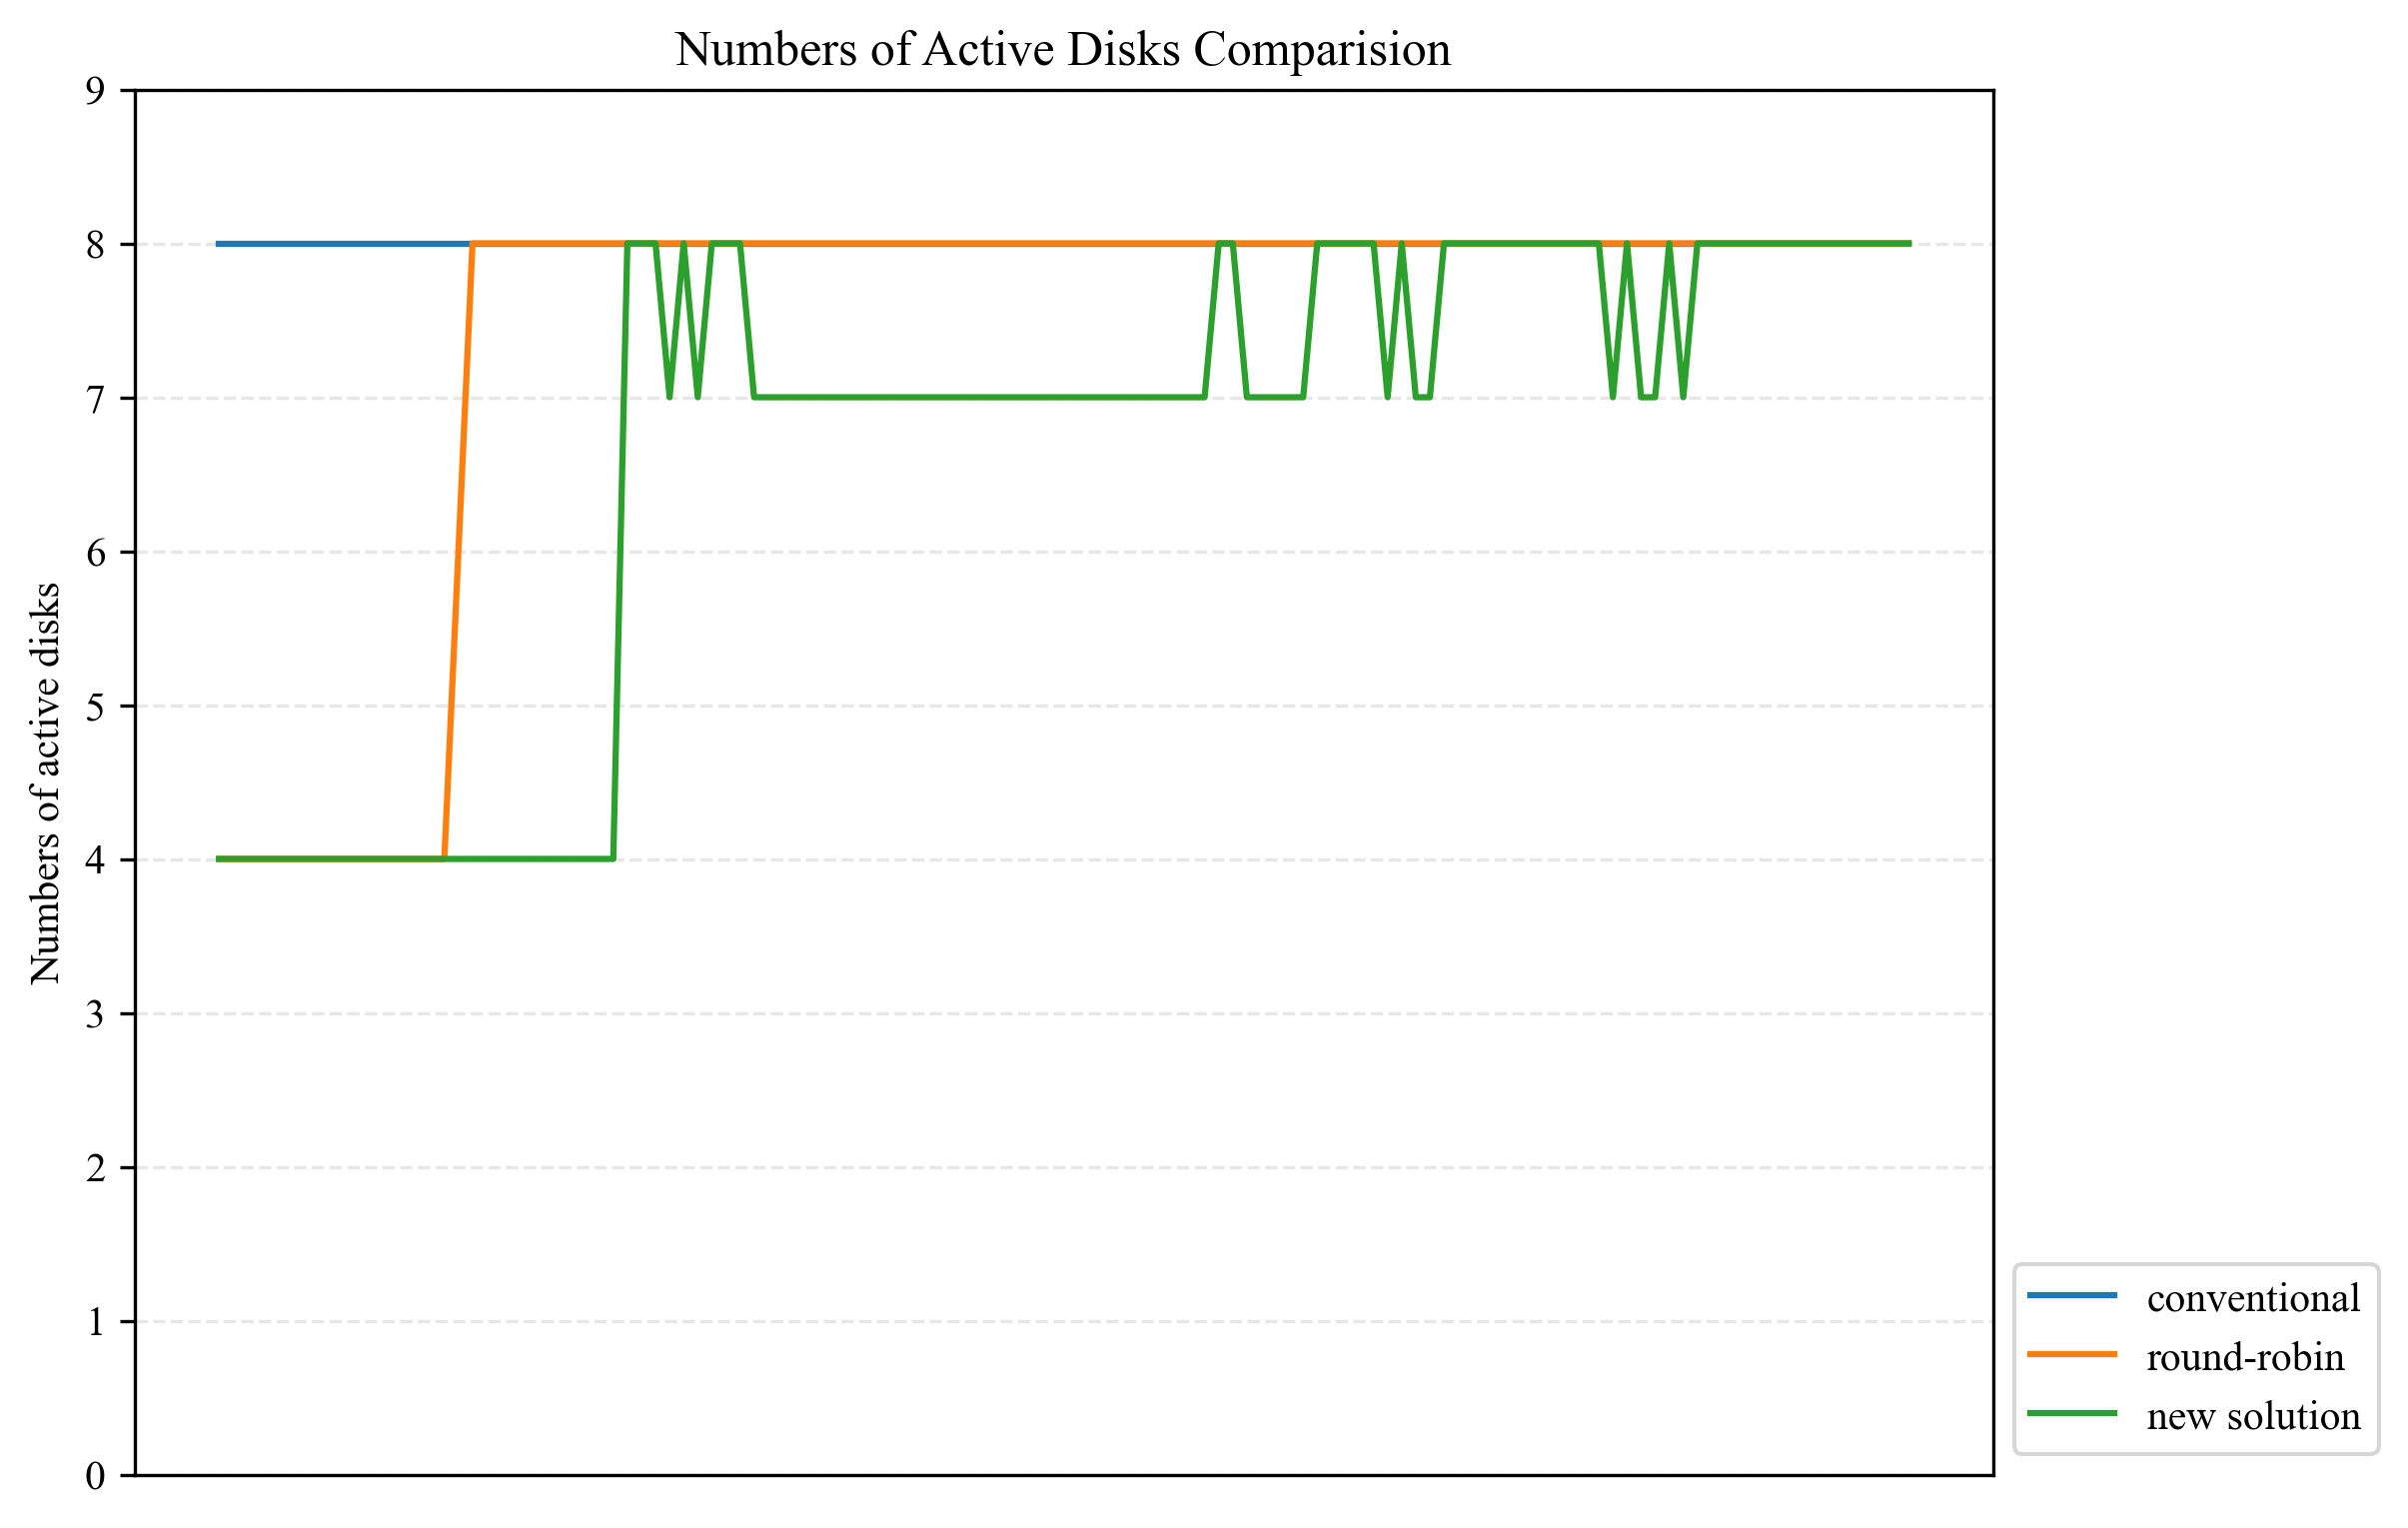 Numbers of Active Disks Comparision
9
8
7
6
5
4
3
2
1
0
Numbers of active disks
conventional
round-robin
new solution